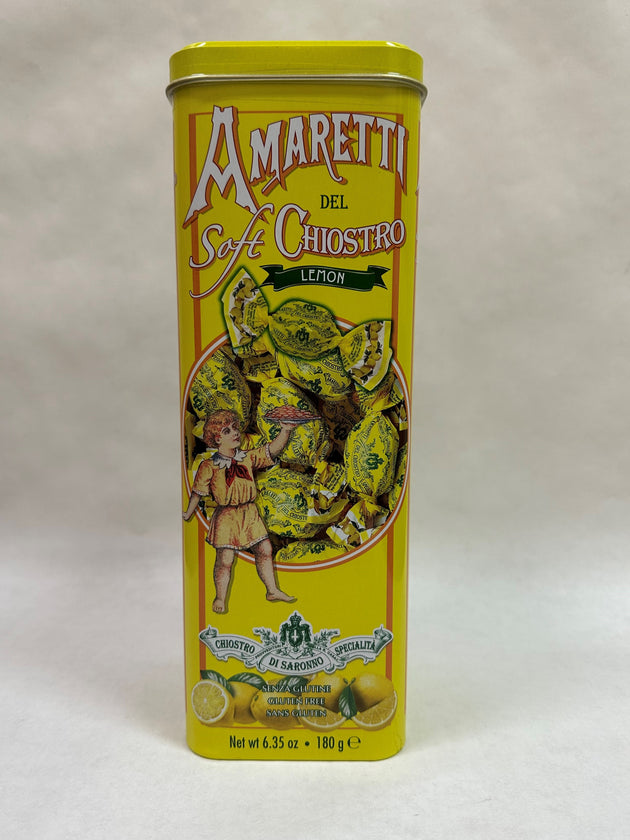 AMARETTI
DEL
Soft CHIOSTRO
LEMON
CHIOSTRO DI SARONNO SPECIALITÀ
SENZA GLUTINE
GLUTEN FREE
SANS GLUTEN
Net wt 6.35 oz • 180 g ℮